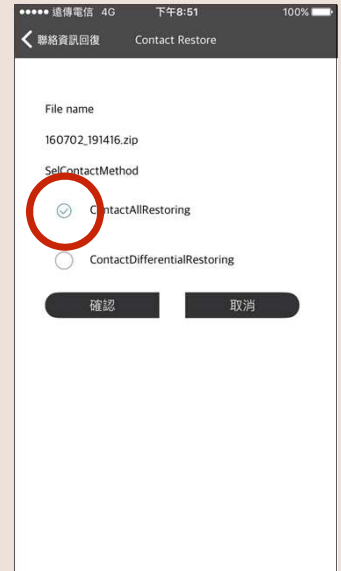 遠傳電信 4G 下午8:51 100%
聯絡資訊回復 Contact Restore
File name
160702_191416.zip
SelContactMethod
ContactAllRestoring
ContactDifferentialRestoring
確認 取消